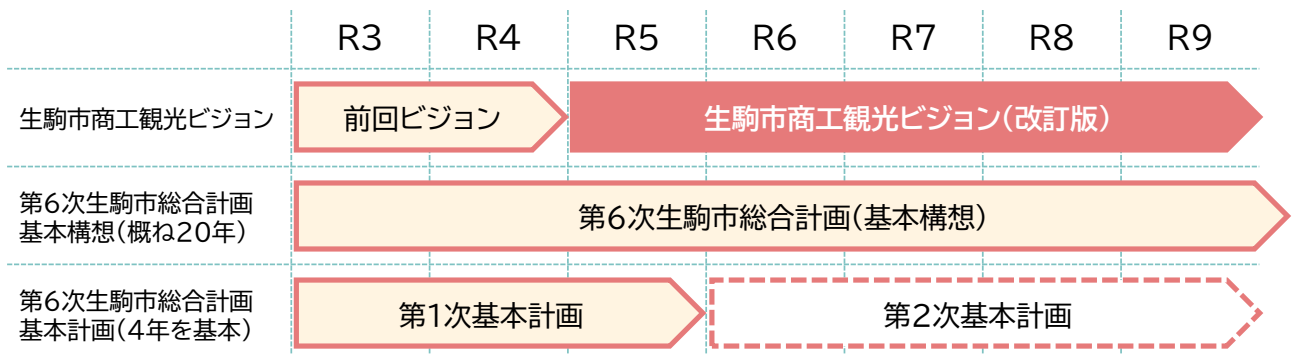 R3 R4 R5 R6 R7 R8 R9
生駒市商工観光ビジョン 前回ビジョン 生駒市商工観光ビジョン(改訂版)
第6次生駒市総合計画
基本構想(概ね20年)
第6次生駒市総合計画(基本構想)
第6次生駒市総合計画
基本計画(4年を基本)
第1次基本計画 第2次基本計画